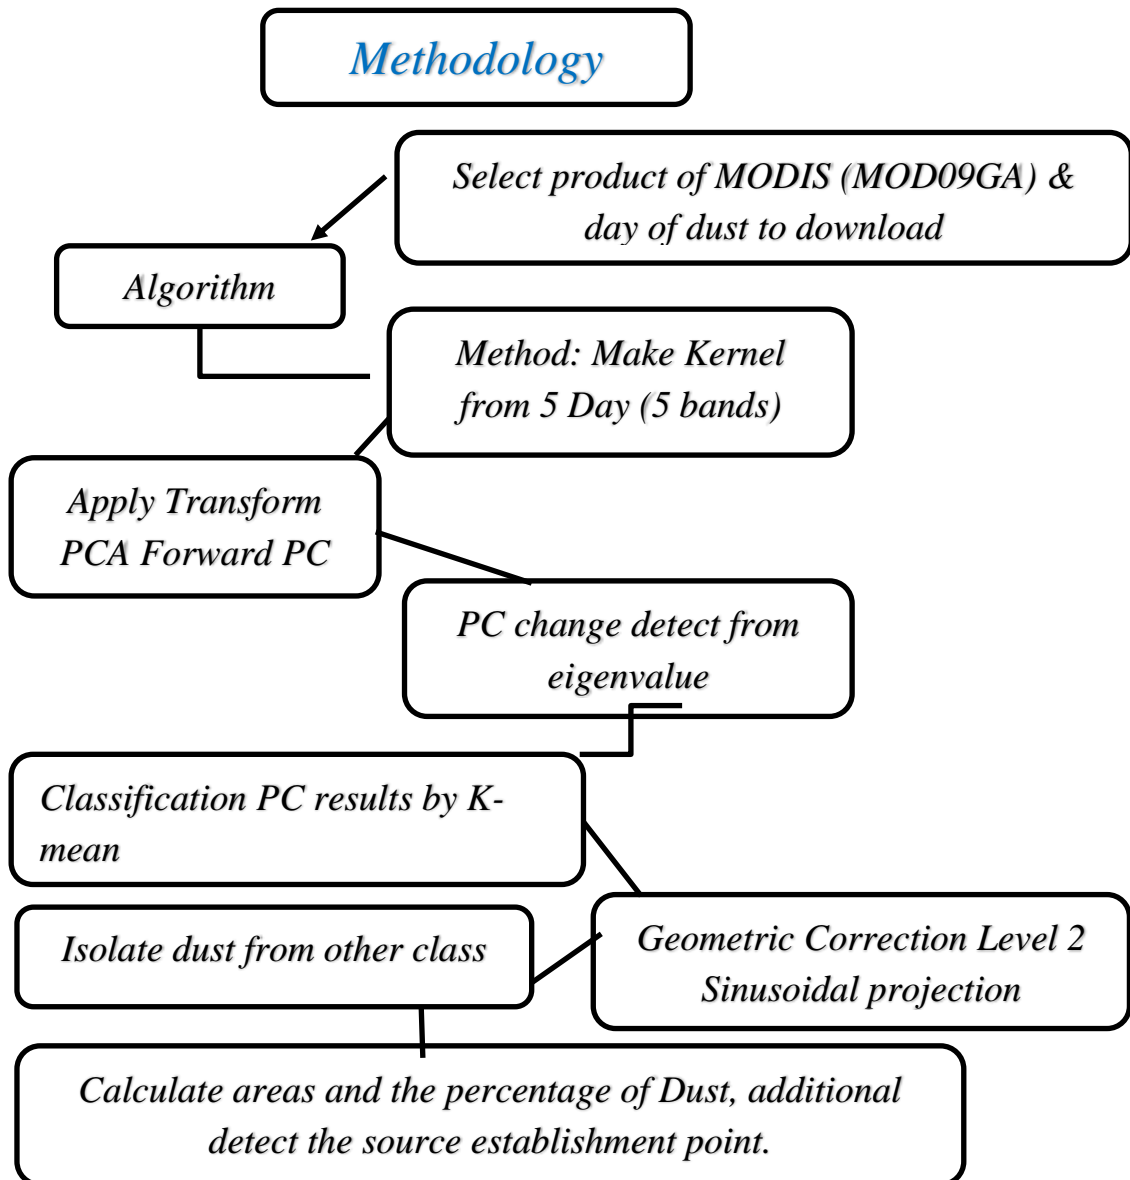 Methodology
Select product of MODIS (MOD09GA) &
day of dust to download
Algorithm
Method: Make Kernel
from 5 Day (5 bands)
Apply Transform
PCA Forward PC
PC change detect from
eigenvalue
Classification PC results by K-
mean
Geometric Correction Level 2
Sinusoidal projection
Isolate dust from other class
Calculate areas and the percentage of Dust, additional
detect the source establishment point.